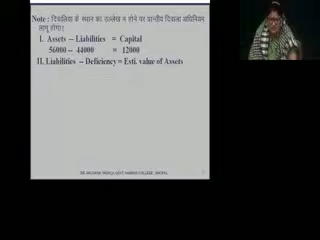 Note : दिवालिया के स्थान का उल्लेख न होने पर प्रान्तीय दिवाला अधिनियम
लागू होगा।
I. Assets -- Liabilities = Capital
56000 -- 44000 = 12000
II. Liabilities -- Deficiency = Esti. value of Assets